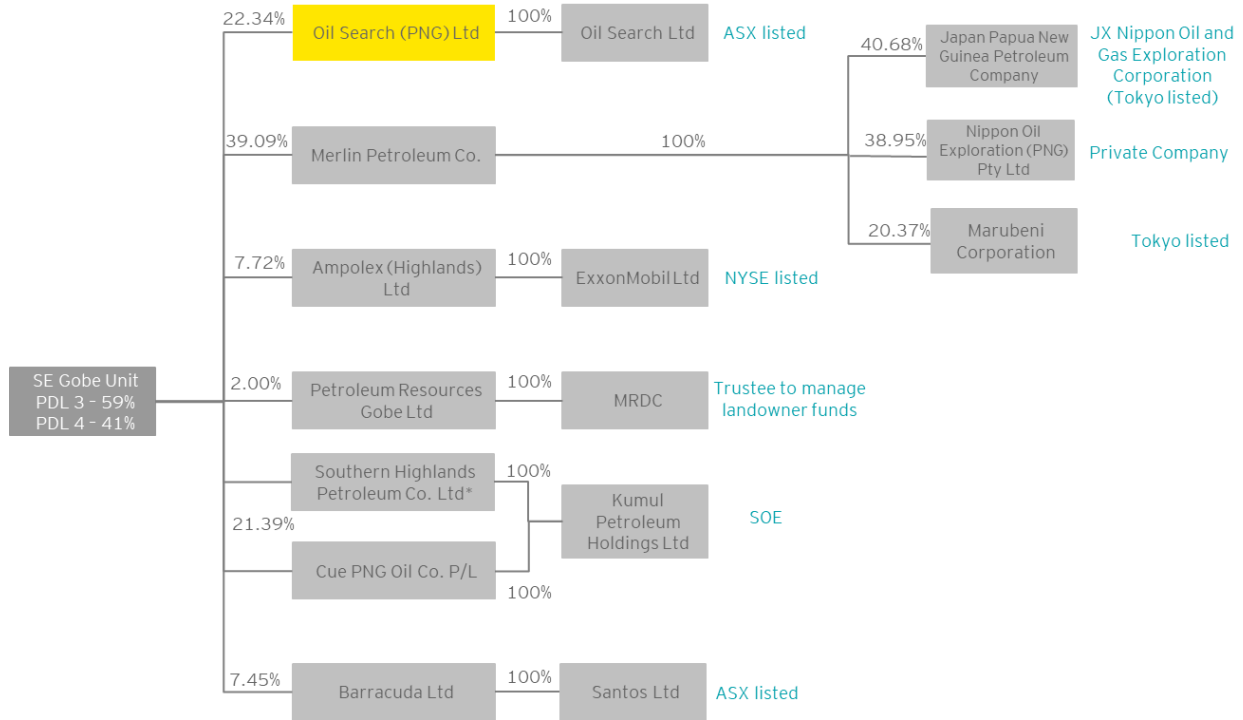 22.34%
Oil Search (PNG) Ltd
100%
Oil Search Ltd
ASX listed
40.68%
Japan Papua New
Guinea Petroleum
Company
JX Nippon Oil and
Gas Exploration
Corporation
(Tokyo listed)
39.09%
Merlin Petroleum Co.
100%
38.95%
Nippon Oil
Exploration (PNG)
Pty Ltd
Private Company
20.37%
Marubeni
Corporation
Tokyo listed
7.72%
Ampolex (Highlands)
Ltd
100%
ExxonMobil Ltd
NYSE listed
SE Gobe Unit
PDL 3 - 59%
PDL 4 - 41%
2.00%
Petroleum Resources
Gobe Ltd
100%
MRDC
Trustee to manage
landowner funds
Southern Highlands
Petroleum Co. Ltd*
100%
21.39%
Kumul
Petroleum
Holdings Ltd
SOE
Cue PNG Oil Co. P/L
100%
7.45%
Barracuda Ltd
100%
Santos Ltd
ASX listed